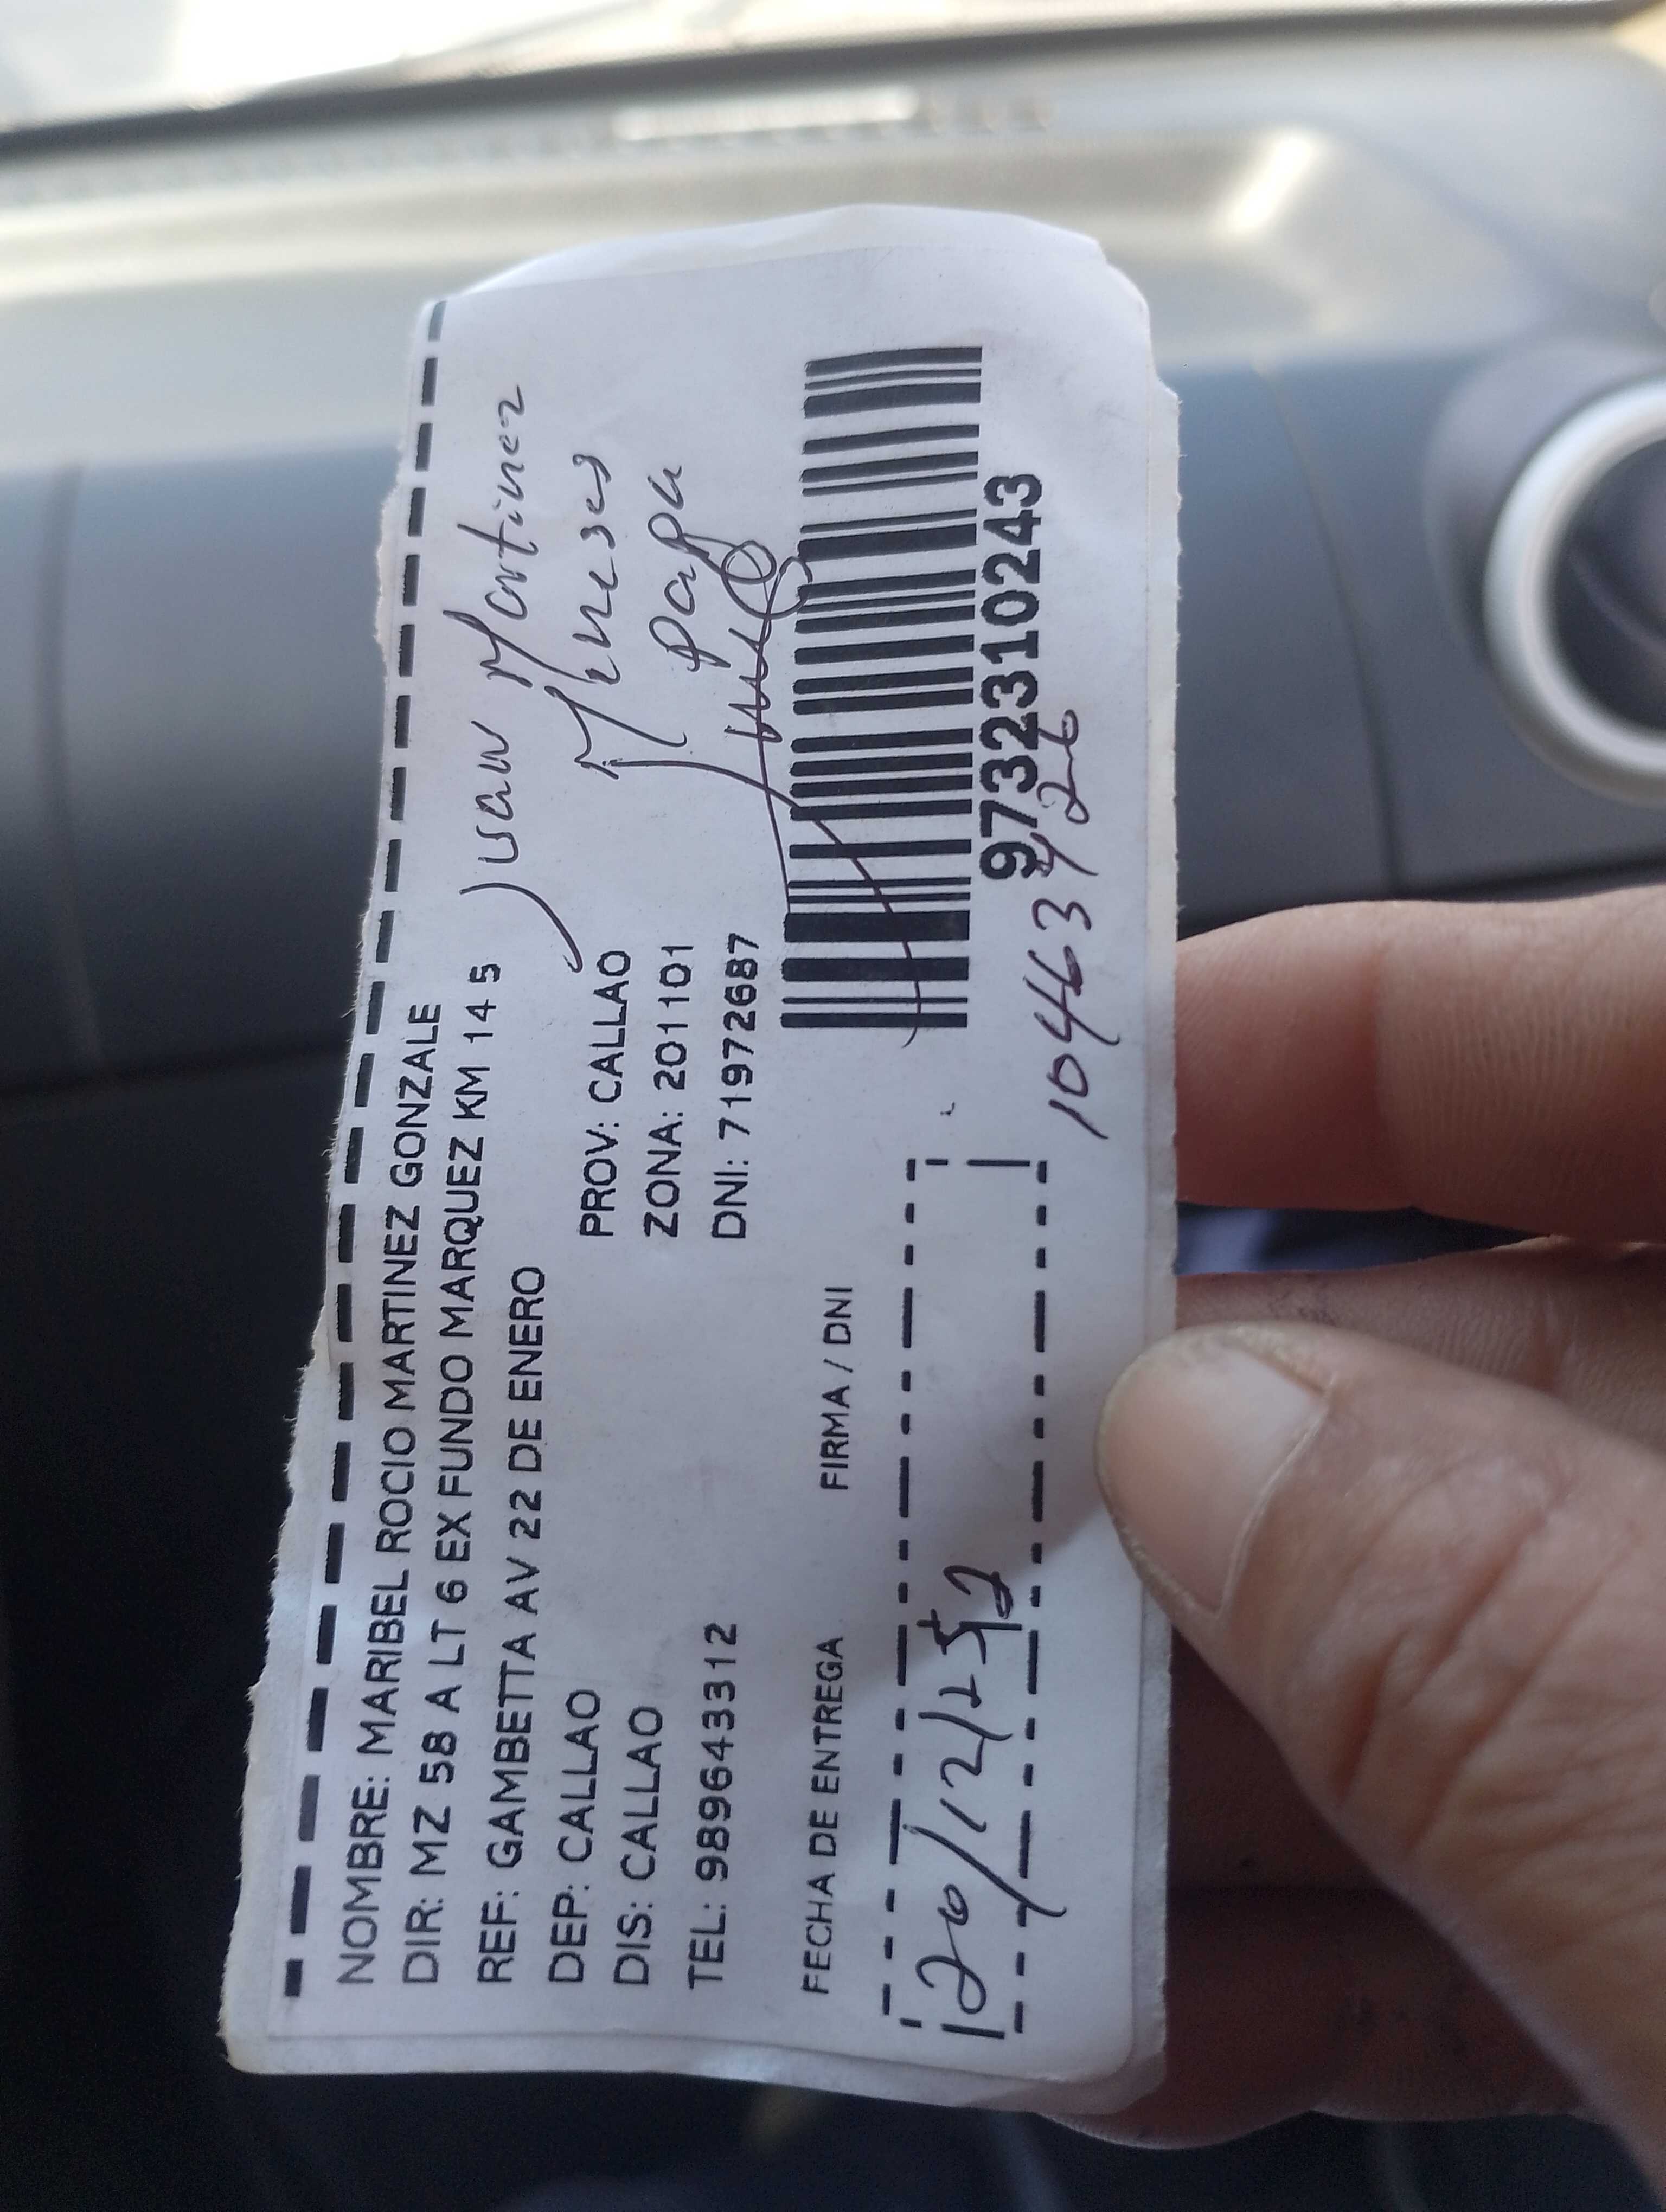 NOMBRE: MARIBEL ROCIO MARTINEZ GONZALE
DIR: MZ 58 A LT 6 EX FUNDO MARQUEZ KM 14 5
REF: GAMBETTA AV 22 DE ENERO
DEP: CALLAO PROV: CALLAO
DIS: CALLAO ZONA: 201101
TEL: 989643312 DNI: 71972687
Juan Martinez
Meneses
papa
FECHA DE ENTREGA FIRMA / DNI
20/12/25
9732310243